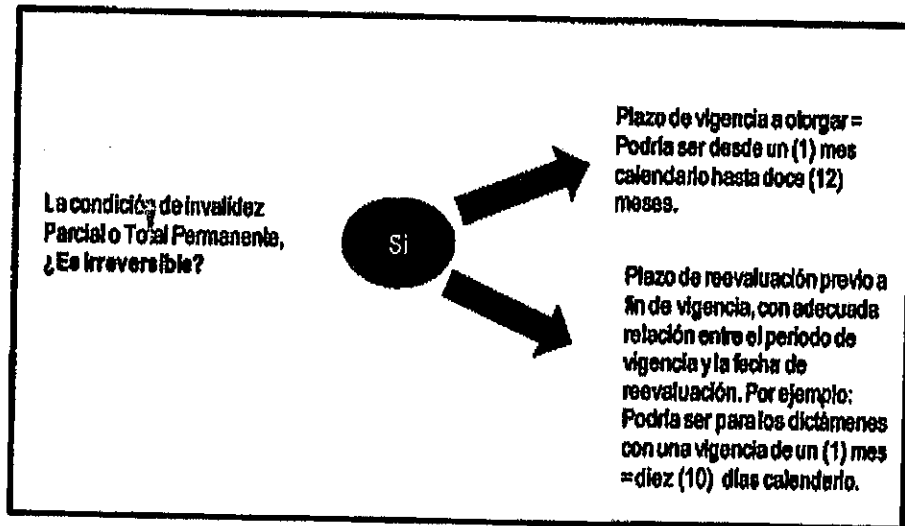 La condición de invalidez
Parcial o Total Permanente,
¿Es irreversible?
Si
Plazo de vigencia a otorgar =
Podría ser desde un (1) mes
calendario hasta doce (12)
meses.
Plazo de reevaluación previo a
fin de vigencia, con adecuada
relación entre el periodo de
vigencia y la fecha de
reevaluación. Por ejemplo:
Podría ser para los dictámenes
con una vigencia de un (1) mes
=diez (10) días calendario.